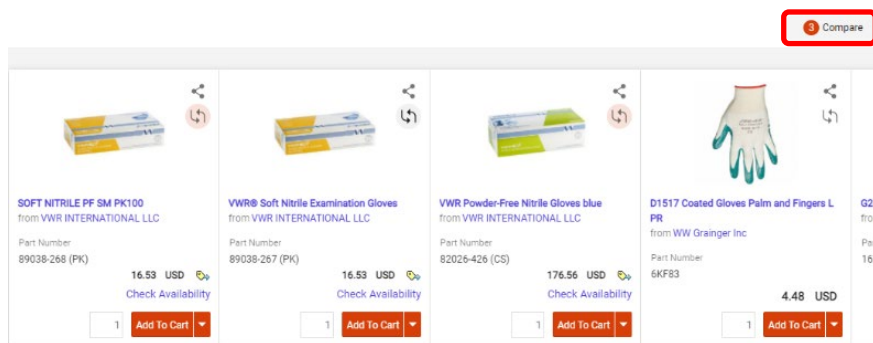 3 Compare
SOFT NITRILE PF SM PK100
from VWR INTERNATIONAL LLC
Part Number
89038-268 (PK)
16.53 USD
Check Availability
1 Add To Cart
VWR® Soft Nitrile Examination Gloves
from VWR INTERNATIONAL LLC
Part Number
89038-267 (PK)
16.53 USD
Check Availability
1 Add To Cart
VWR Powder-Free Nitrile Gloves blue
from VWR INTERNATIONAL LLC
Part Number
82026-426 (CS)
176.56 USD
Check Availability
1 Add To Cart
D1517 Coated Gloves Palm and Fingers L
PR
from WW Grainger Inc
Part Number
6KF83
4.48 USD
1 Add To Cart
G2
fro
Pa
16